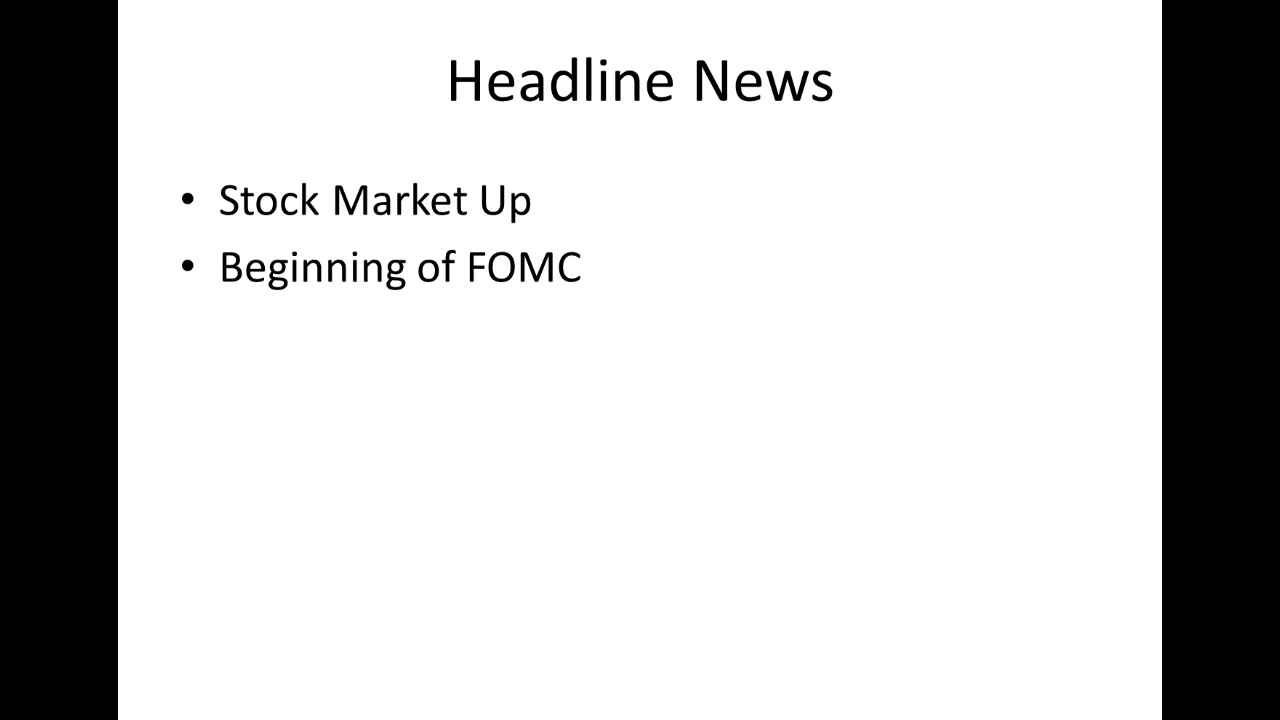 Headline News
• Stock Market Up
• Beginning of FOMC